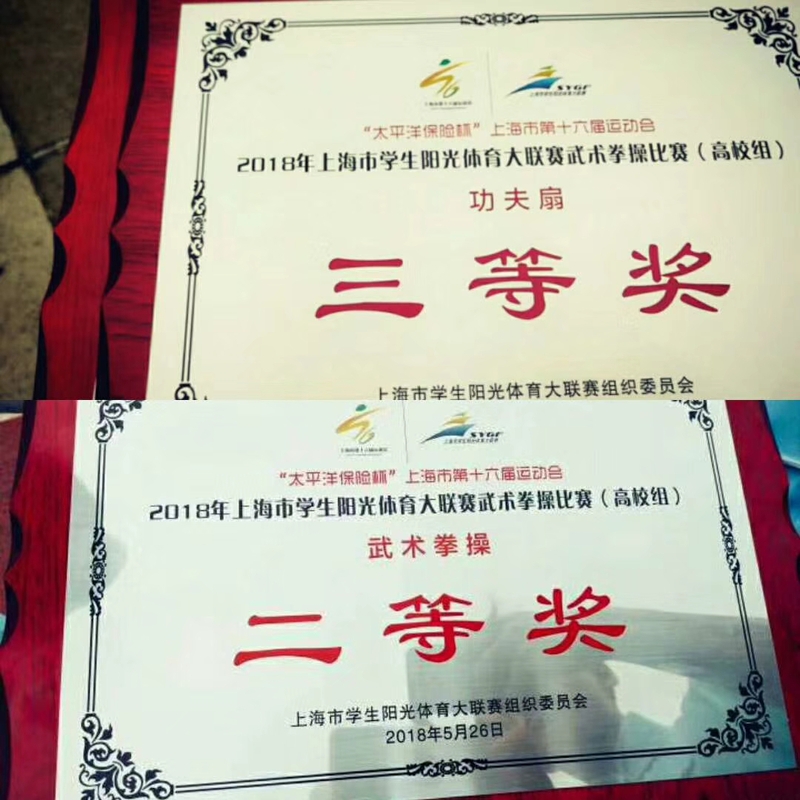 SYGF
“太平洋保险杯”上海市第十六届运动会
2018年上海市学生阳光体育大联赛武术拳操比赛（高校组）
功夫扇
三等奖
上海市学生阳光体育大联赛组织委员会
SYGF
“太平洋保险杯”上海市第十六届运动会
2018年上海市学生阳光体育大联赛武术拳操比赛（高校组）
武术拳操
二等奖
上海市学生阳光体育大联赛组织委员会
2018年5月26日